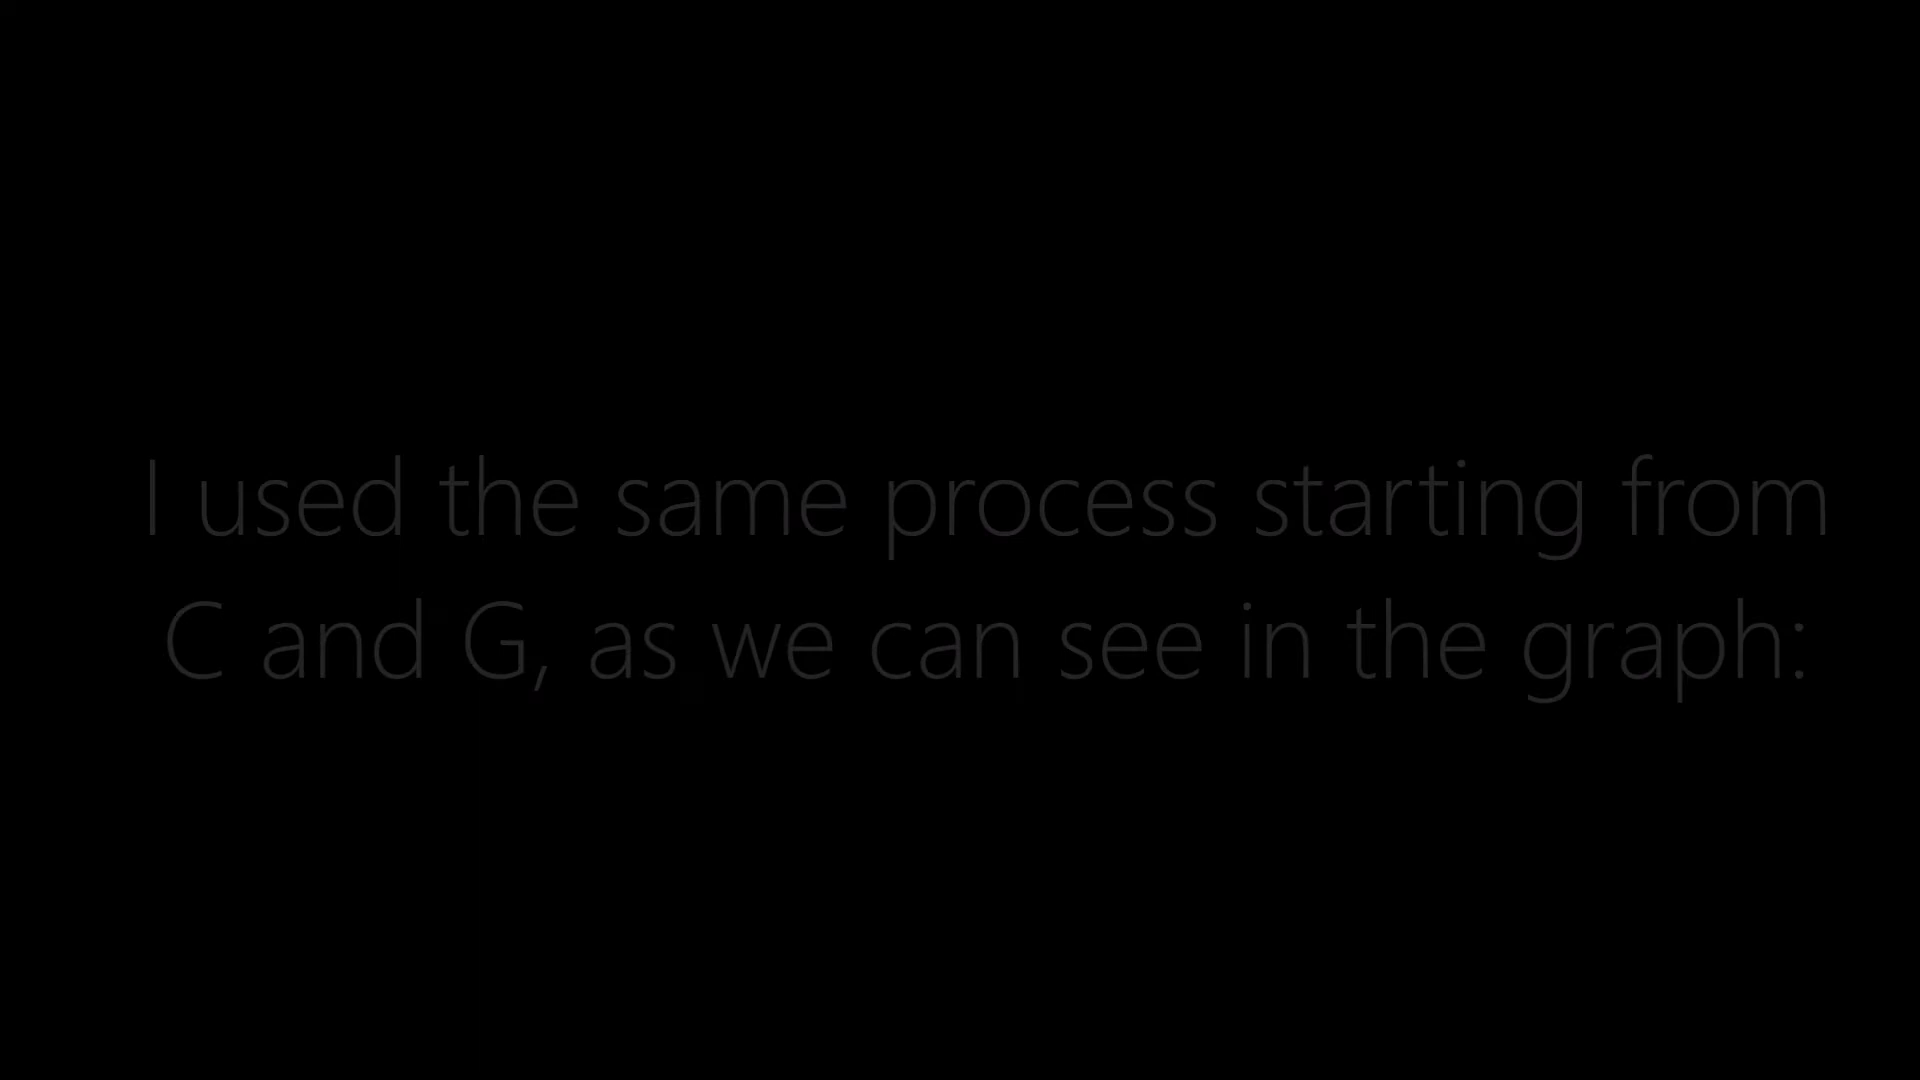 I used the same process starting from
C and G, as we can see in the graph: